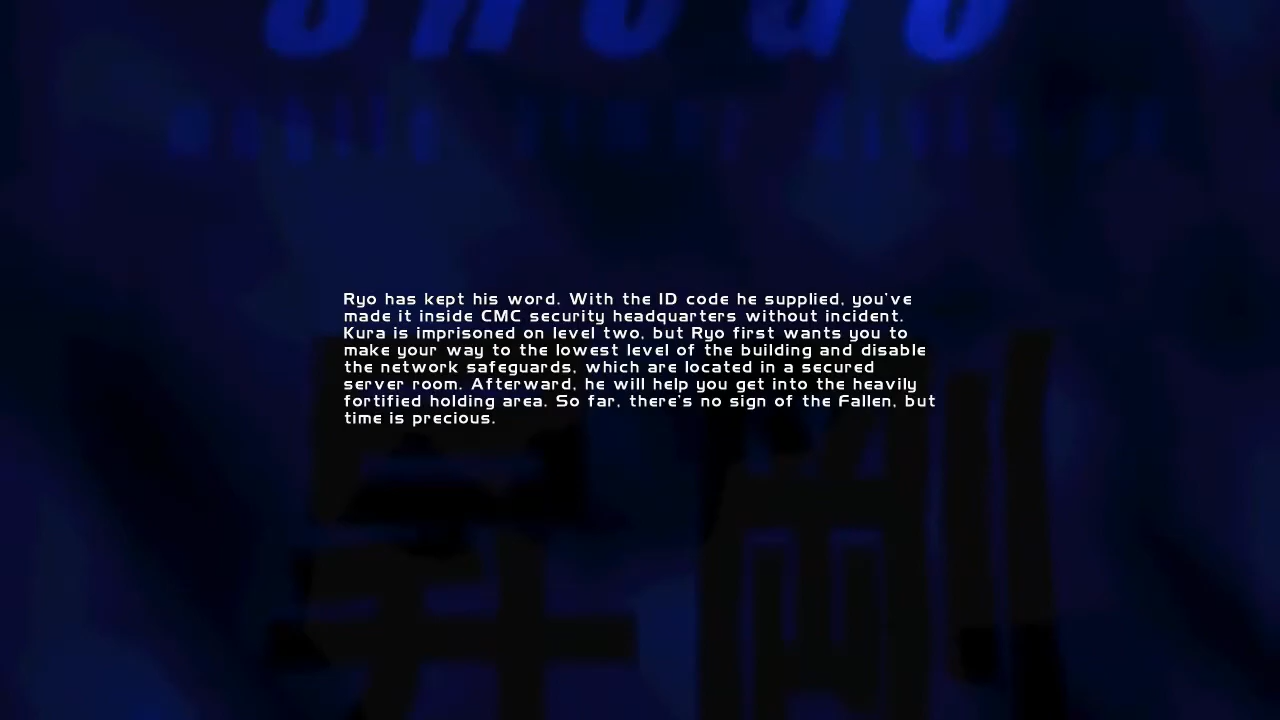 Shogo
Ryo has kept his word. With the ID code he supplied, you've
made it inside CMC security headquarters without incident.
Kura is imprisoned on level two, but Ryo first wants you to
make your way to the lowest level of the building and disable
the network safeguards, which are located in a secured
server room. Afterward, he will help you get into the heavily
fortified holding area. So far, there's no sign of the Fallen, but
time is precious.
昇剛